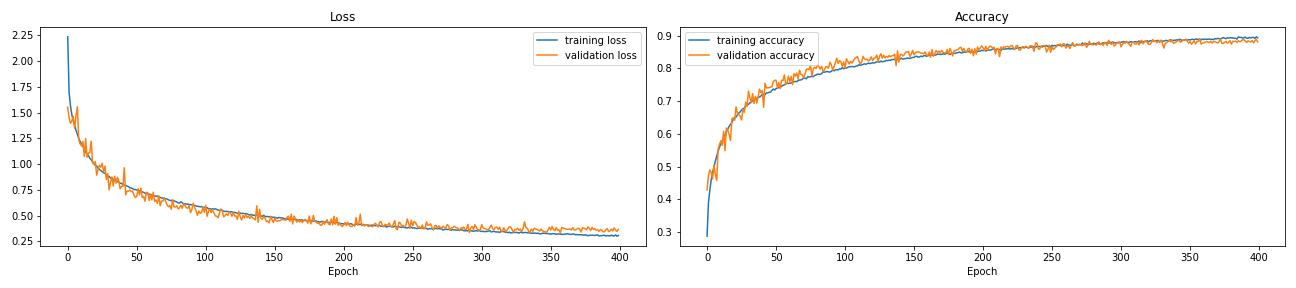 Loss
2.25
2.00
1.75
1.50
1.25
1.00
0.75
0.50
0.25
0 50 100 150 200 250 300 350 400
Epoch
training loss
validation loss
Accuracy
0.9
0.8
0.7
0.6
0.5
0.4
0.3
0 50 100 150 200 250 300 350 400
Epoch
training accuracy
validation accuracy